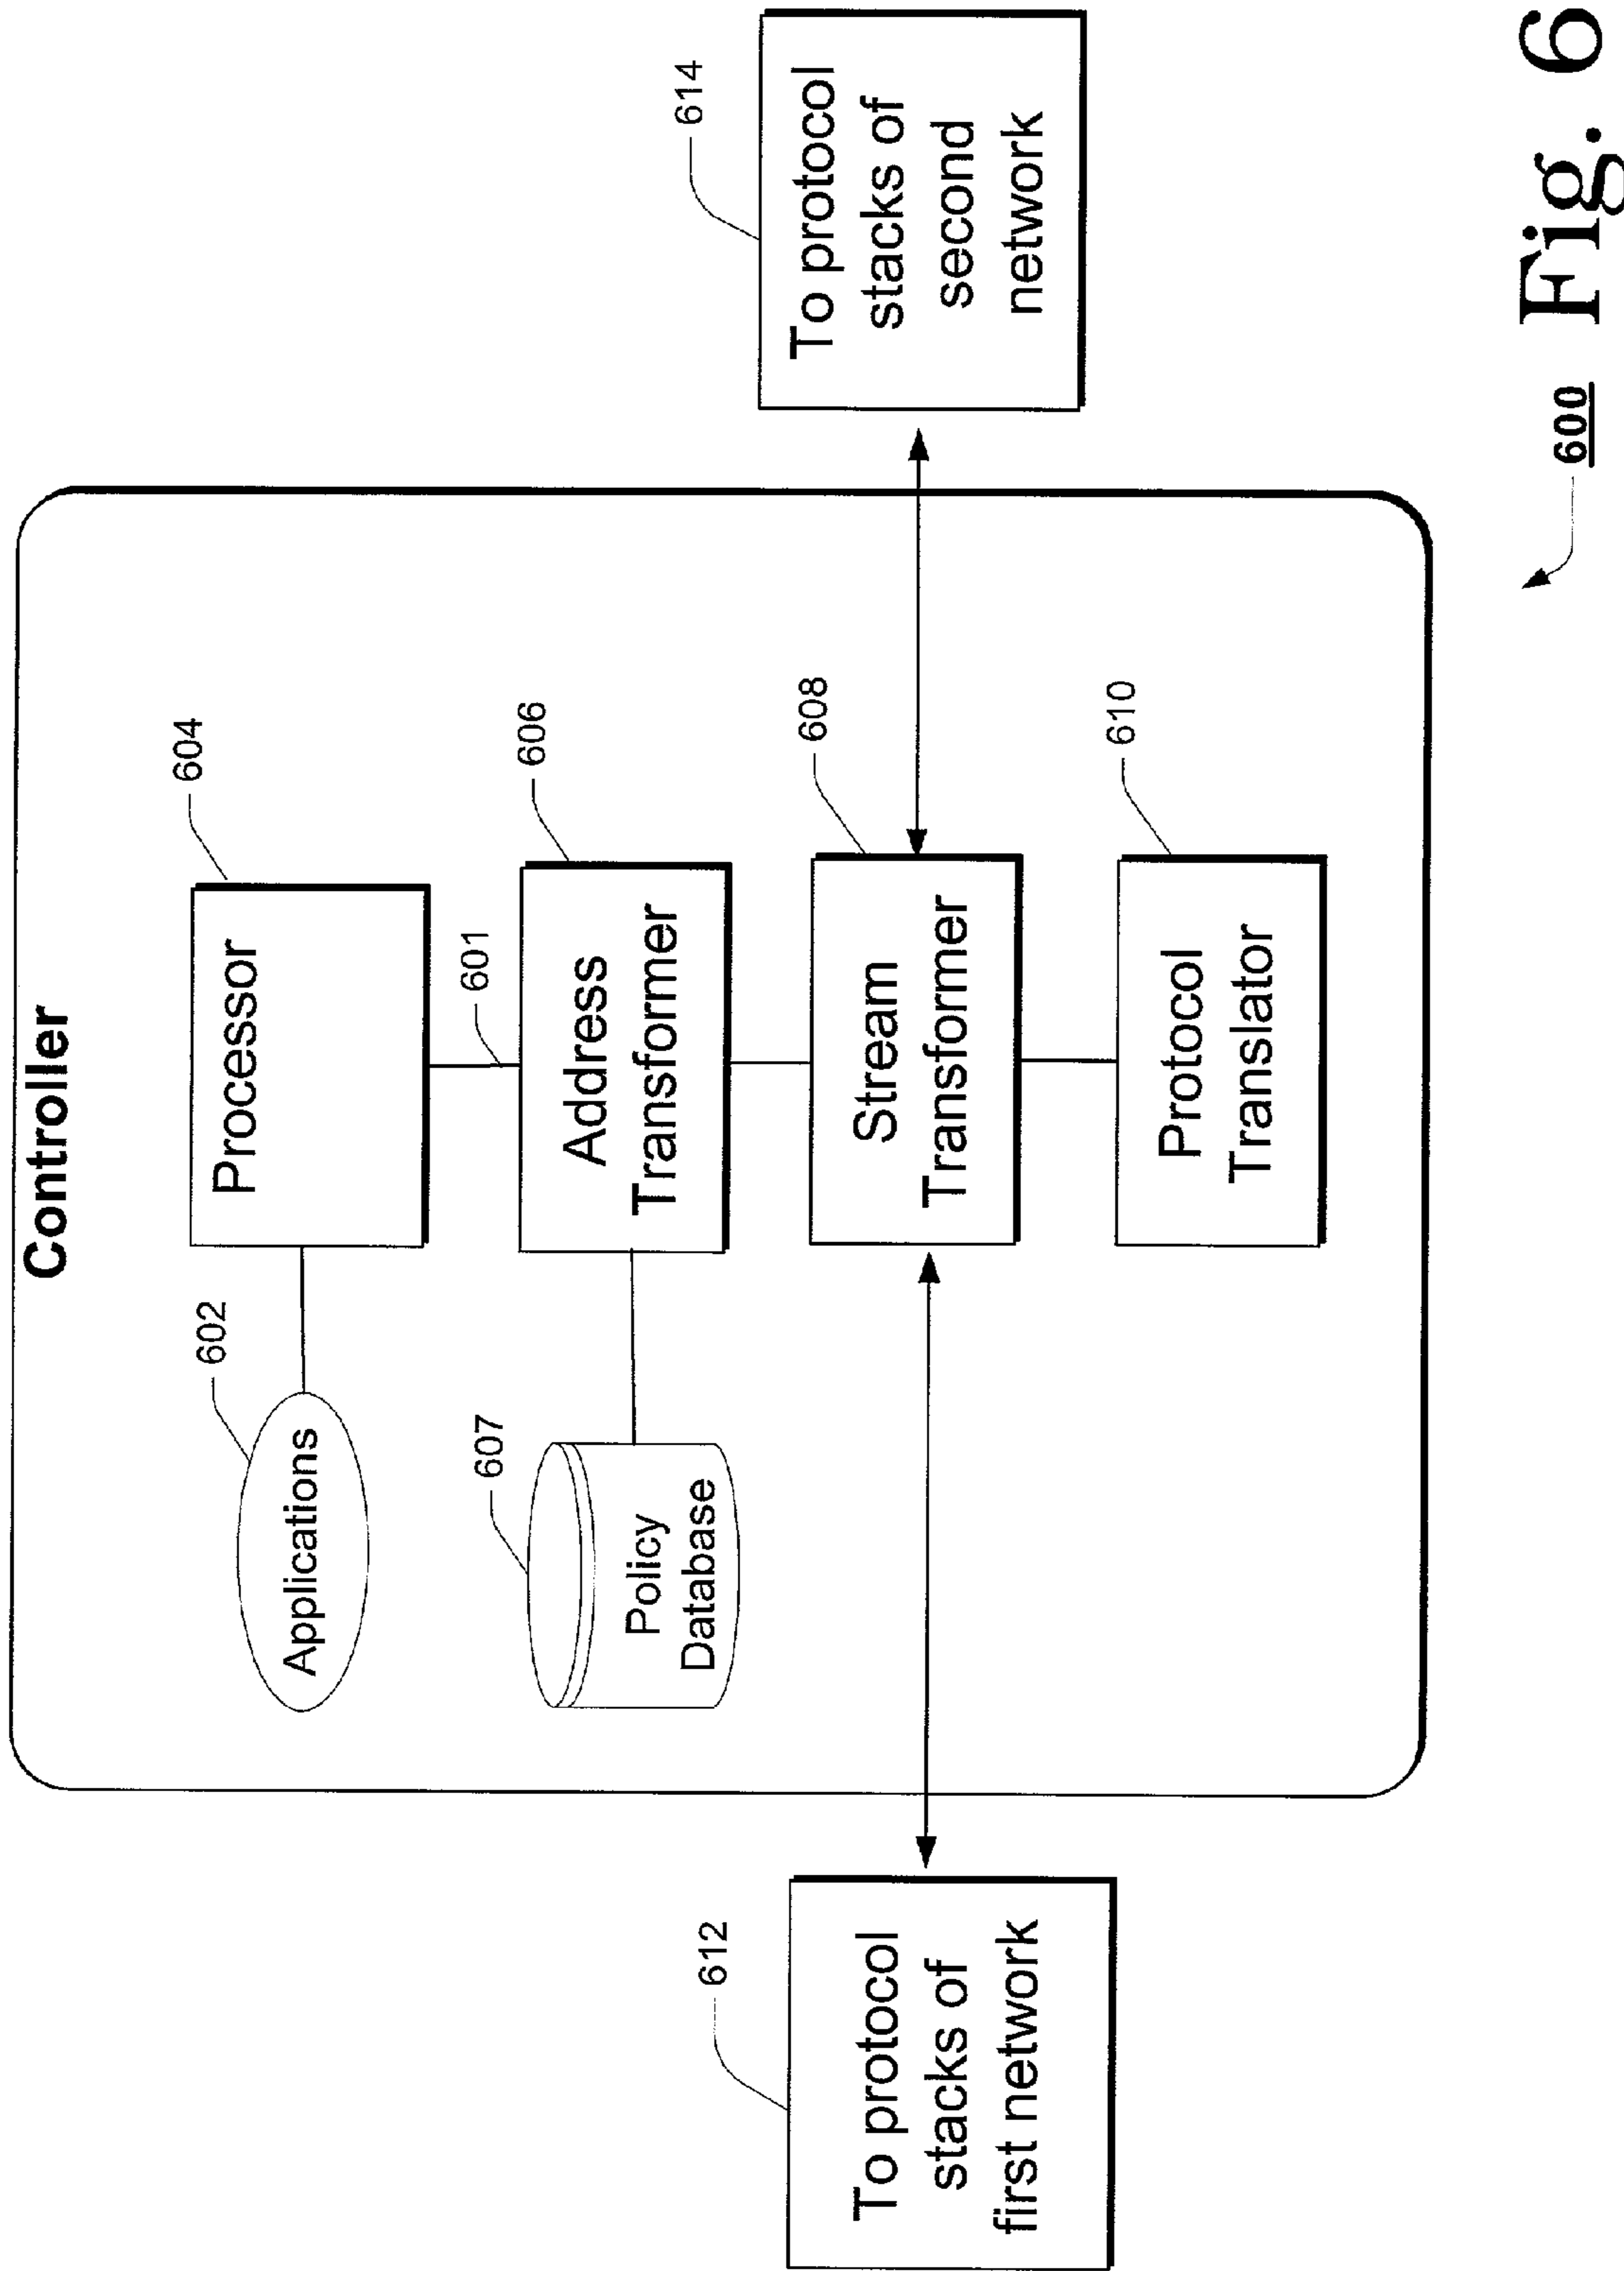 Controller
602
604
Applications
Processor
601
607
606
Policy
Database
Address
Transformer
608
Stream
Transformer
612
To protocol
stacks of
first network
614
To protocol
stacks of
second
network
610
Protocol
Translator
600
Fig. 6